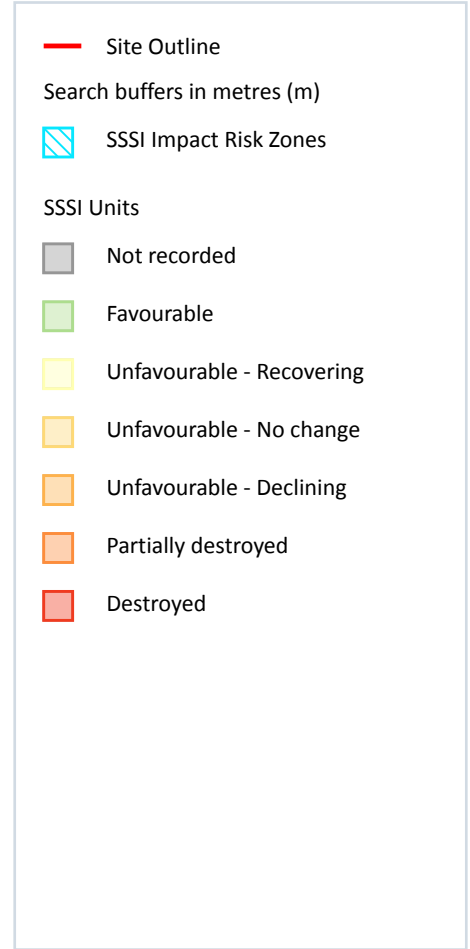 Site Outline
Search buffers in metres (m)
SSSI Impact Risk Zones
SSSI Units
Not recorded
Favourable
Unfavourable - Recovering
Unfavourable - No change
Unfavourable - Declining
Partially destroyed
Destroyed